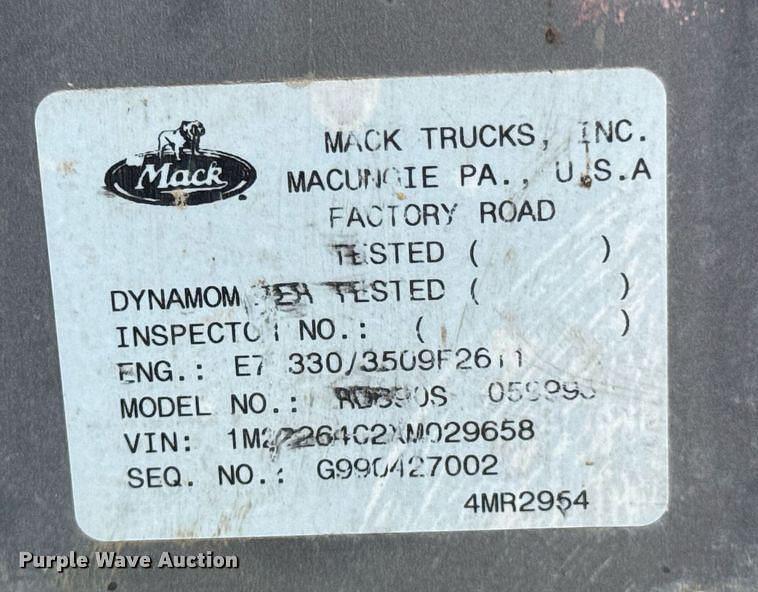 Mack
MACK TRUCKS, INC.
MACUNGIE PA., U.S.A
FACTORY ROAD
TESTED ( )
DYNAMOMETER TESTED ( )
INSPECTOR NO.: ( )
ENG.: E7 330/3509F2611
MODEL NO.:
VIN:
SEQ. NO.: G990427002
4MR2954
Purple Wave Auction